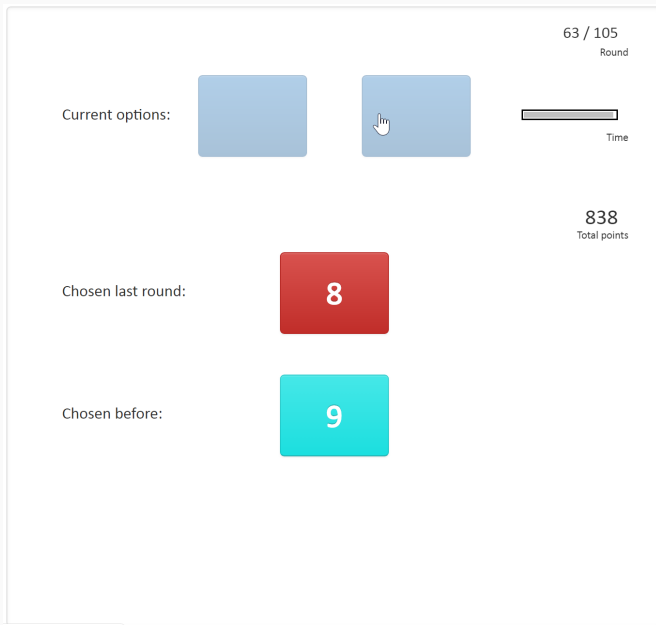 63 / 105
Round
Current options:
Time
838
Total points
Chosen last round:
8
Chosen before:
9